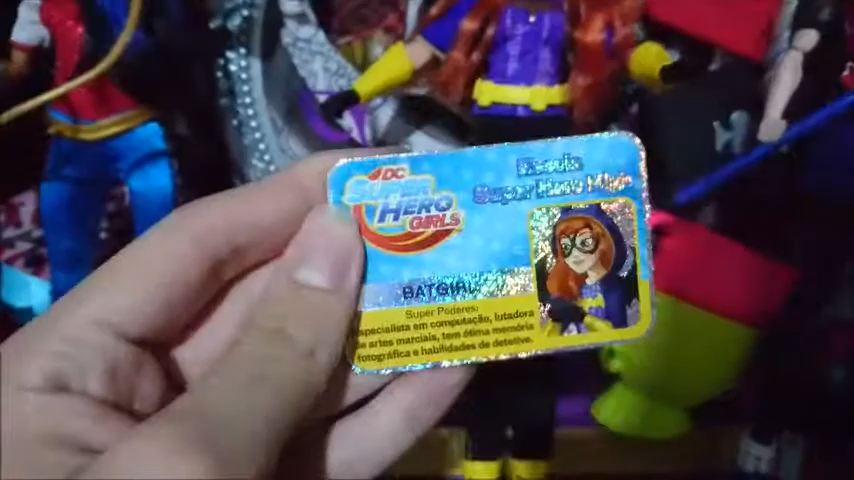 DC
SUPER
HERO
GIRLS
Escola
Super Hero High
BATGIRL
Super Poderes:
Especialista em computação, lutadora
de artes marciais, tem ótima memória
fotográfica e habilidades de detetive.